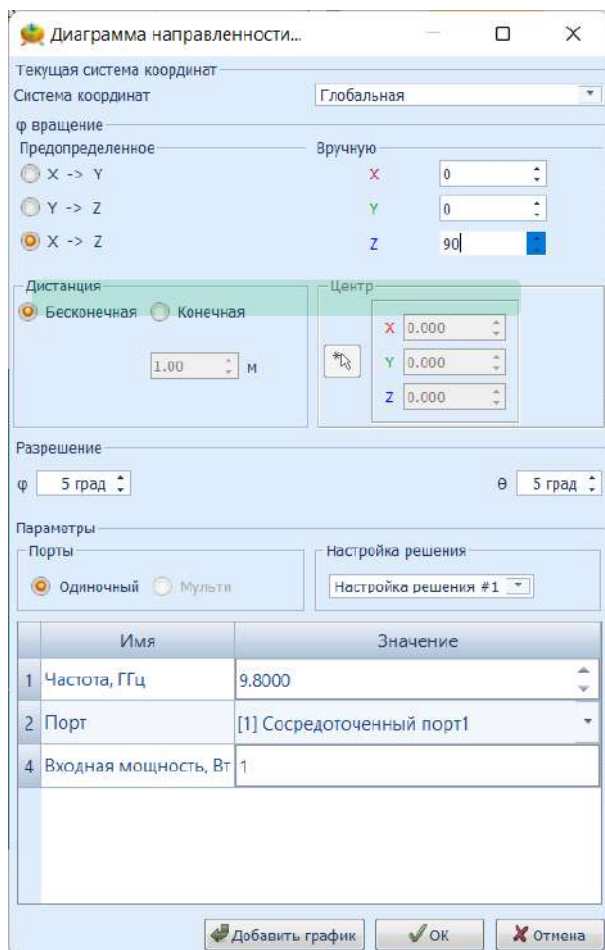 Диаграмма направленности...
Текущая система координат
Система координат Глобальная
φ вращение
Предопределенное Вручную
X -> Y X 0
Y -> Z Y 0
X -> Z Z 90
Дистанция Центр
Бесконечная Конечная X 0.000
1.00 м Y 0.000
Z 0.000
Разрешение
φ 5 град θ 5 град
Параметры
Порты Настройка решения
Одиночный Мульти Настройка решения #1
Имя Значение
1 Частота, ГГц 9.8000
2 Порт [1] Сосредоточенный порт1
4 Входная мощность, Вт 1
Добавить график ОК Отмена